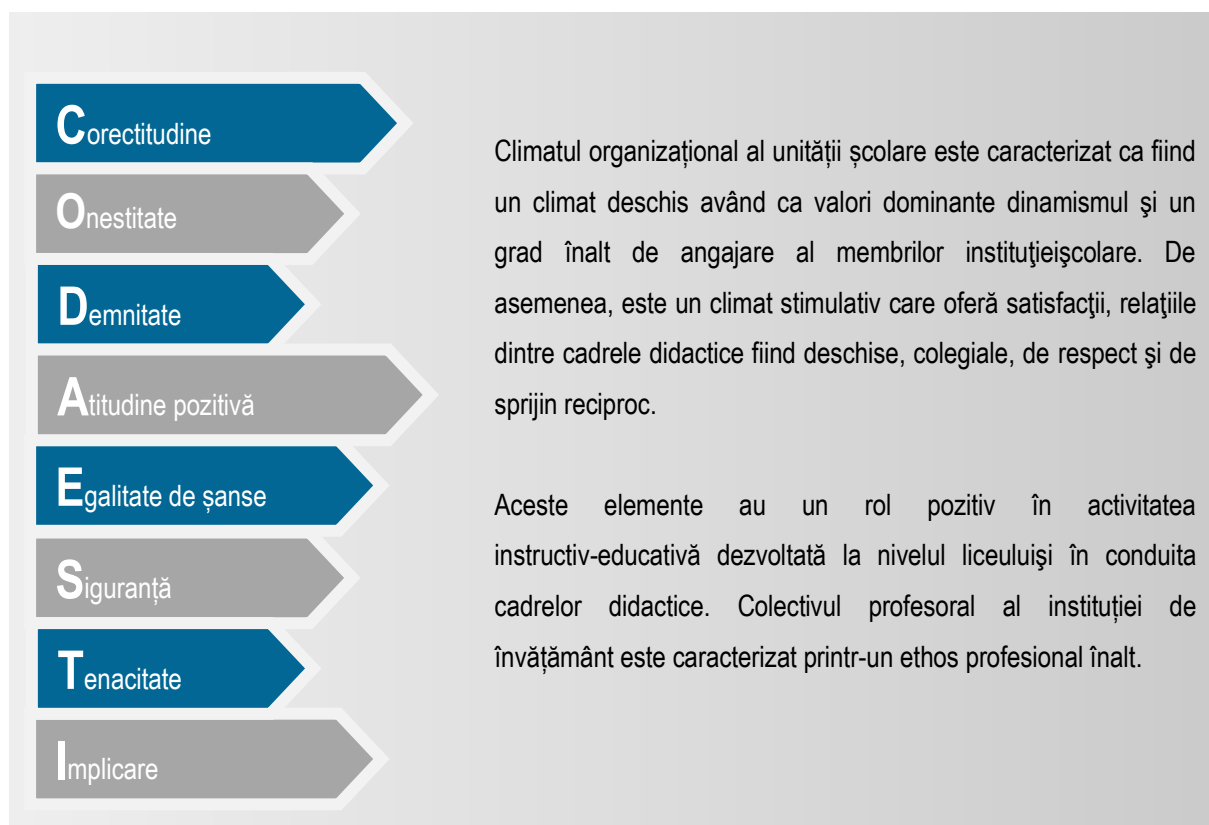 Corectitudine
Onestitate
Demnitate
Atitudine pozitivă
Egalitate de șanse
Siguranță
Tenacitate
Implicare
Climatul organizațional al unității școlare este caracterizat ca fiind
un climat deschis având ca valori dominante dinamismul şi un
grad înalt de angajare al membrilor instituţieişcolare. De
asemenea, este un climat stimulativ care oferă satisfacţii, relaţiile
dintre cadrele didactice fiind deschise, colegiale, de respect şi de
sprijin reciproc.
Aceste elemente au un rol pozitiv în activitatea
instructiv-educativă dezvoltată la nivelul liceuluişi în conduita
cadrelor didactice. Colectivul profesoral al instituției de
învățământ este caracterizat printr-un ethos profesional înalt.